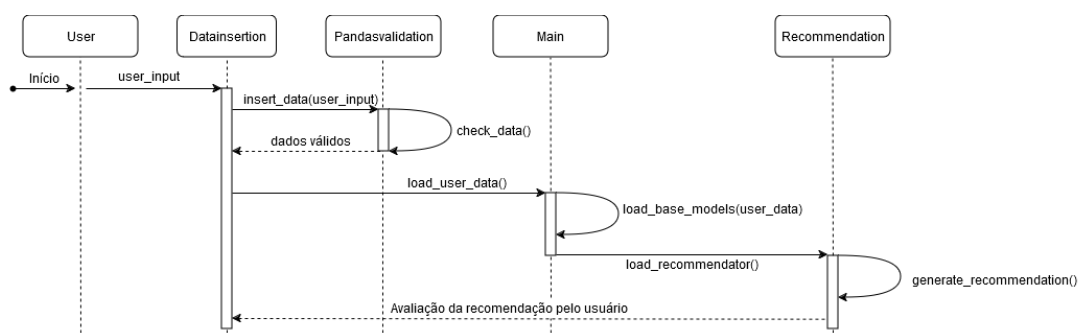 User
Datainsertion
Pandasvalidation
Main
Recommendation
Início
user_input
insert_data(user_input)
check_data()
dados válidos
load_user_data()
load_base_models(user_data)
load_recommendator()
generate_recommendation()
Avaliação da recomendação pelo usuário